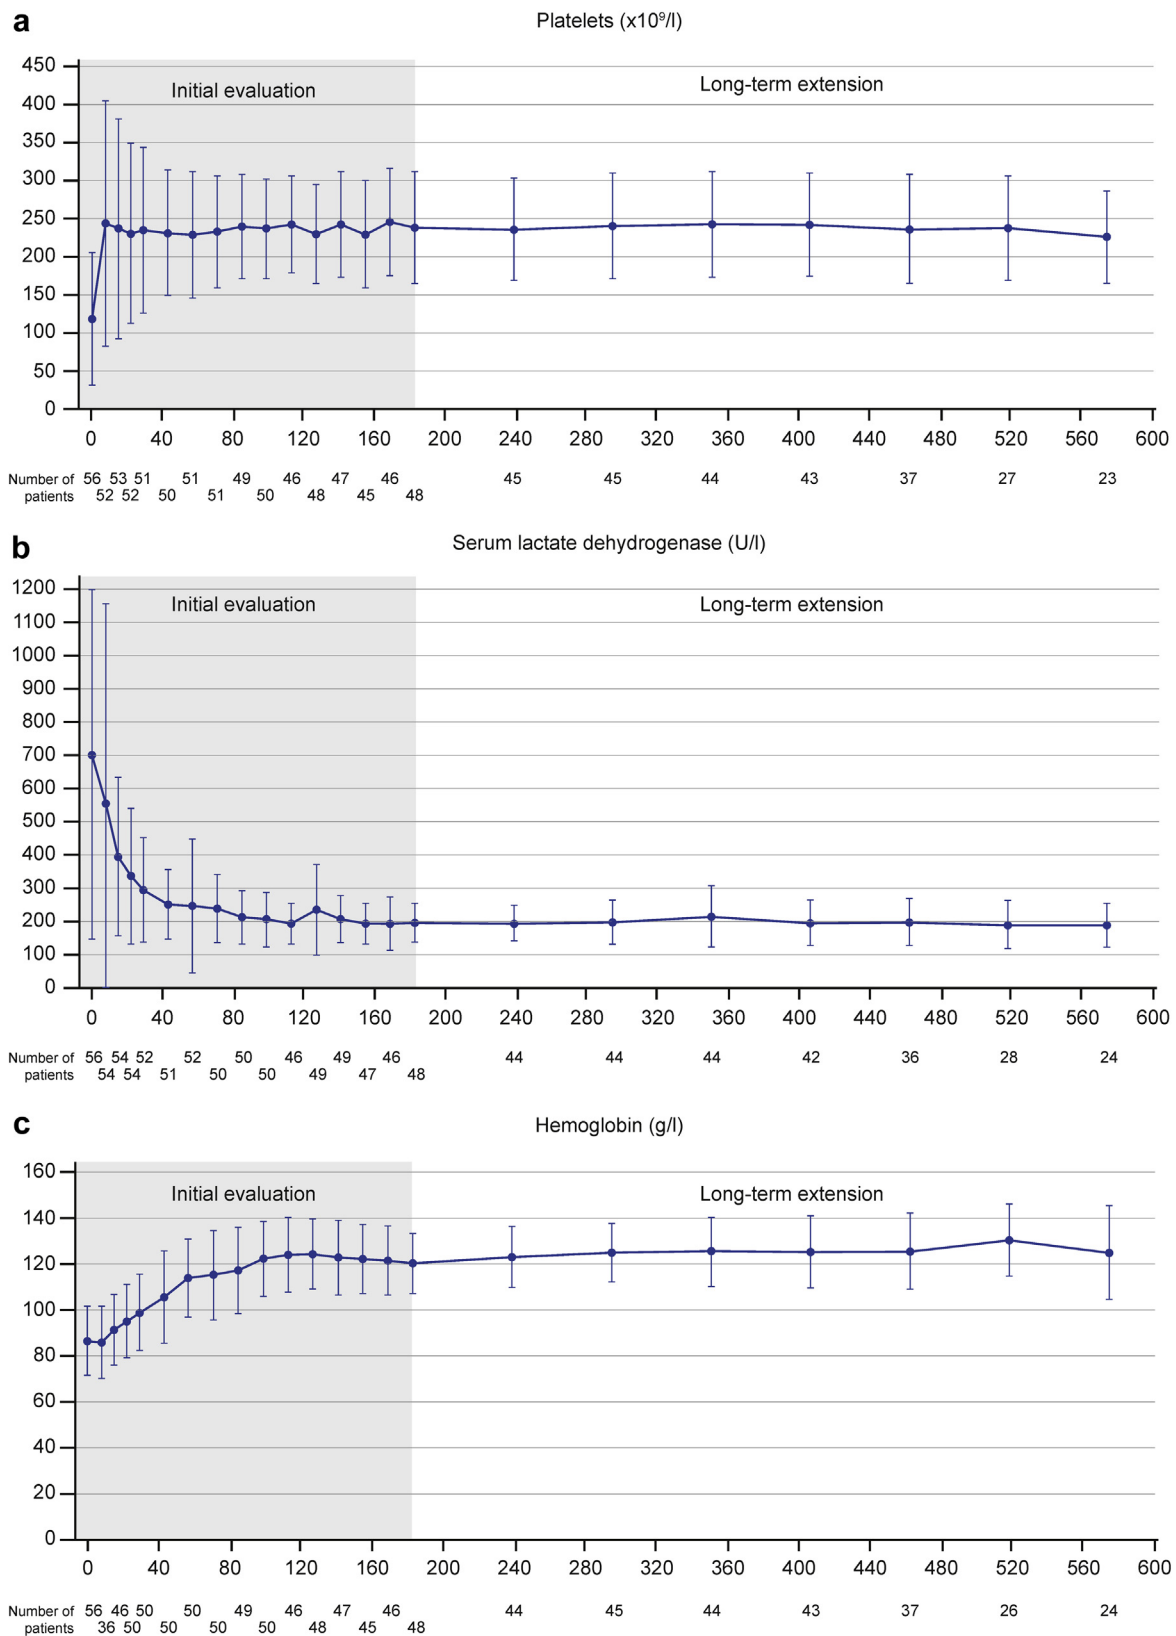 a
Platelets (x10⁹/l)
450
Initial evaluation
Long-term extension
400
350
300
250
200
150
100
50
0
0 40 80 120 160 200 240 280 320 360 400 440 480 520 560 600
Number of 56 53 51 51 49 46 47 46 45 45 44 43 37 27 23
patients 52 52 50 51 50 48 45 48
b
Serum lactate dehydrogenase (U/l)
1200
Initial evaluation
Long-term extension
1100
1000
900
800
700
600
500
400
300
200
100
0
0 40 80 120 160 200 240 280 320 360 400 440 480 520 560 600
Number of 56 54 52 52 50 46 49 46 44 44 44 42 36 28 24
patients 54 54 51 50 50 49 47 48
c
Hemoglobin (g/l)
160
Initial evaluation
Long-term extension
140
120
100
80
60
40
20
0
0 40 80 120 160 200 240 280 320 360 400 440 480 520 560 600
Number of 56 46 50 50 49 46 47 46 44 45 44 43 37 26 24
patients 36 50 50 50 50 48 45 48